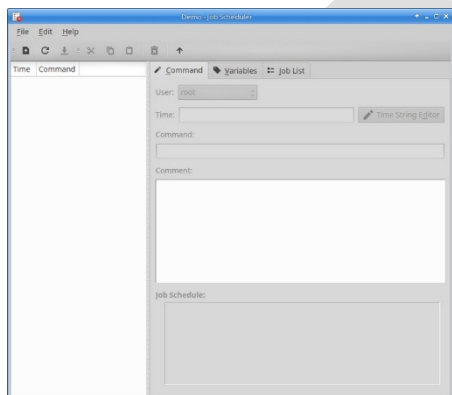 Demo - Job Scheduler
File Edit Help
Time Command
Command Variables Job List
User: root
Time: Time String Editor
Command:
Comment:
Job Schedule: